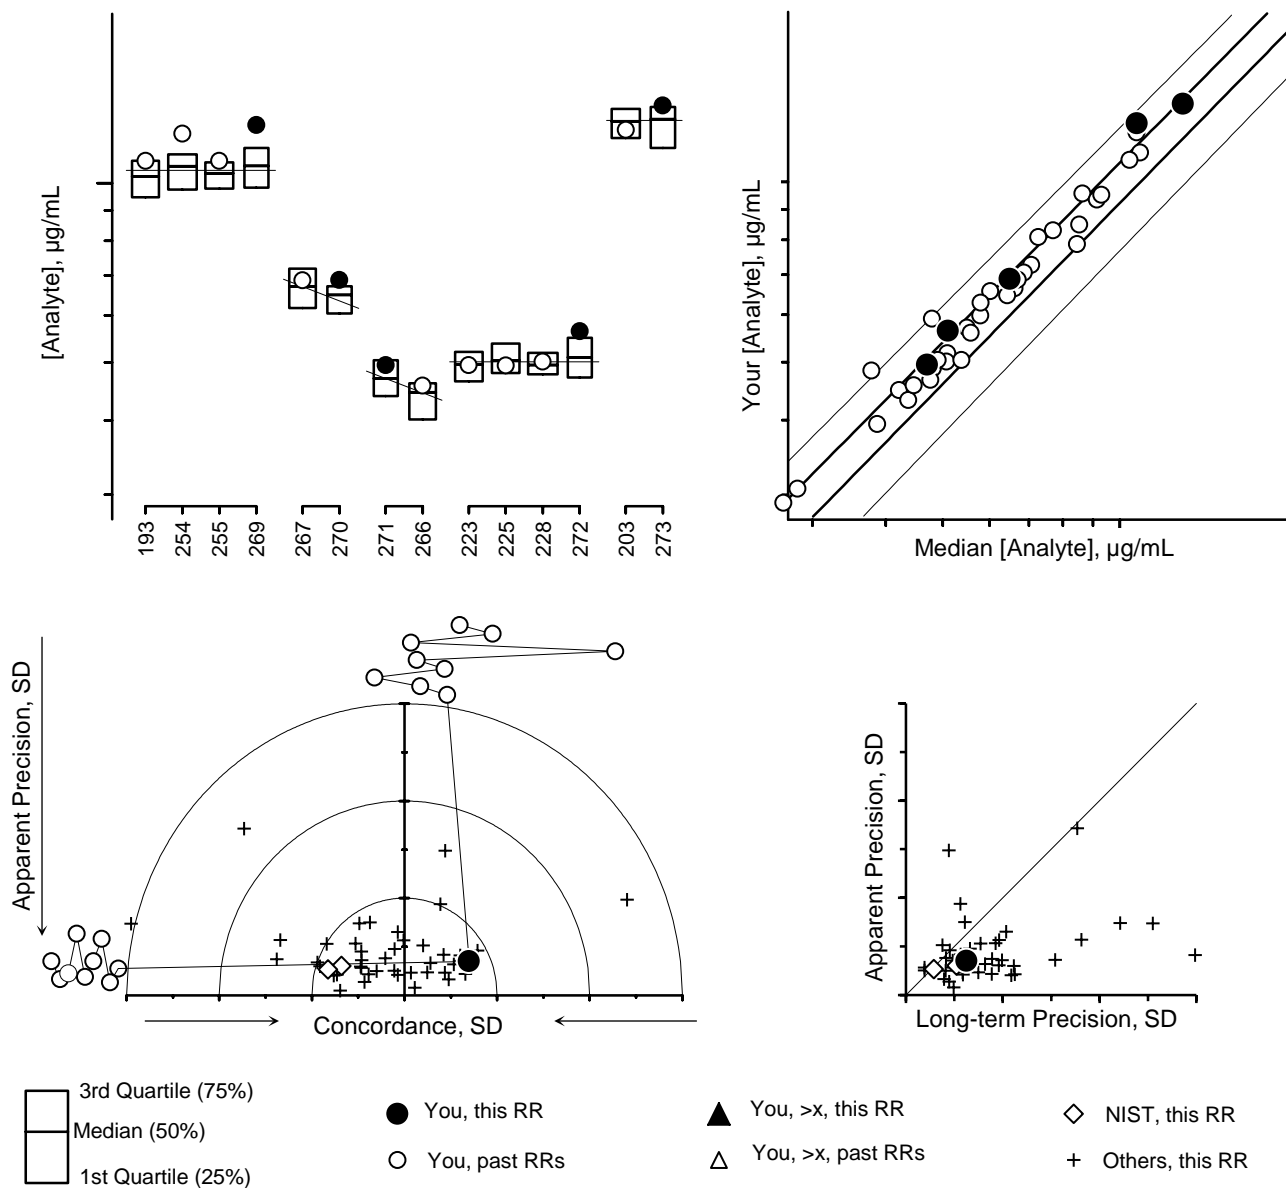 [Analyte], µg/mL
193
254
255
269
267
270
271
266
223
225
228
272
203
273
Your [Analyte], µg/mL
Median [Analyte], µg/mL
Apparent Precision, SD
Concordance, SD
Apparent Precision, SD
Long-term Precision, SD
3rd Quartile (75%)
Median (50%)
1st Quartile (25%)
You, this RR
You, past RRs
You, >x, this RR
You, >x, past RRs
NIST, this RR
Others, this RR